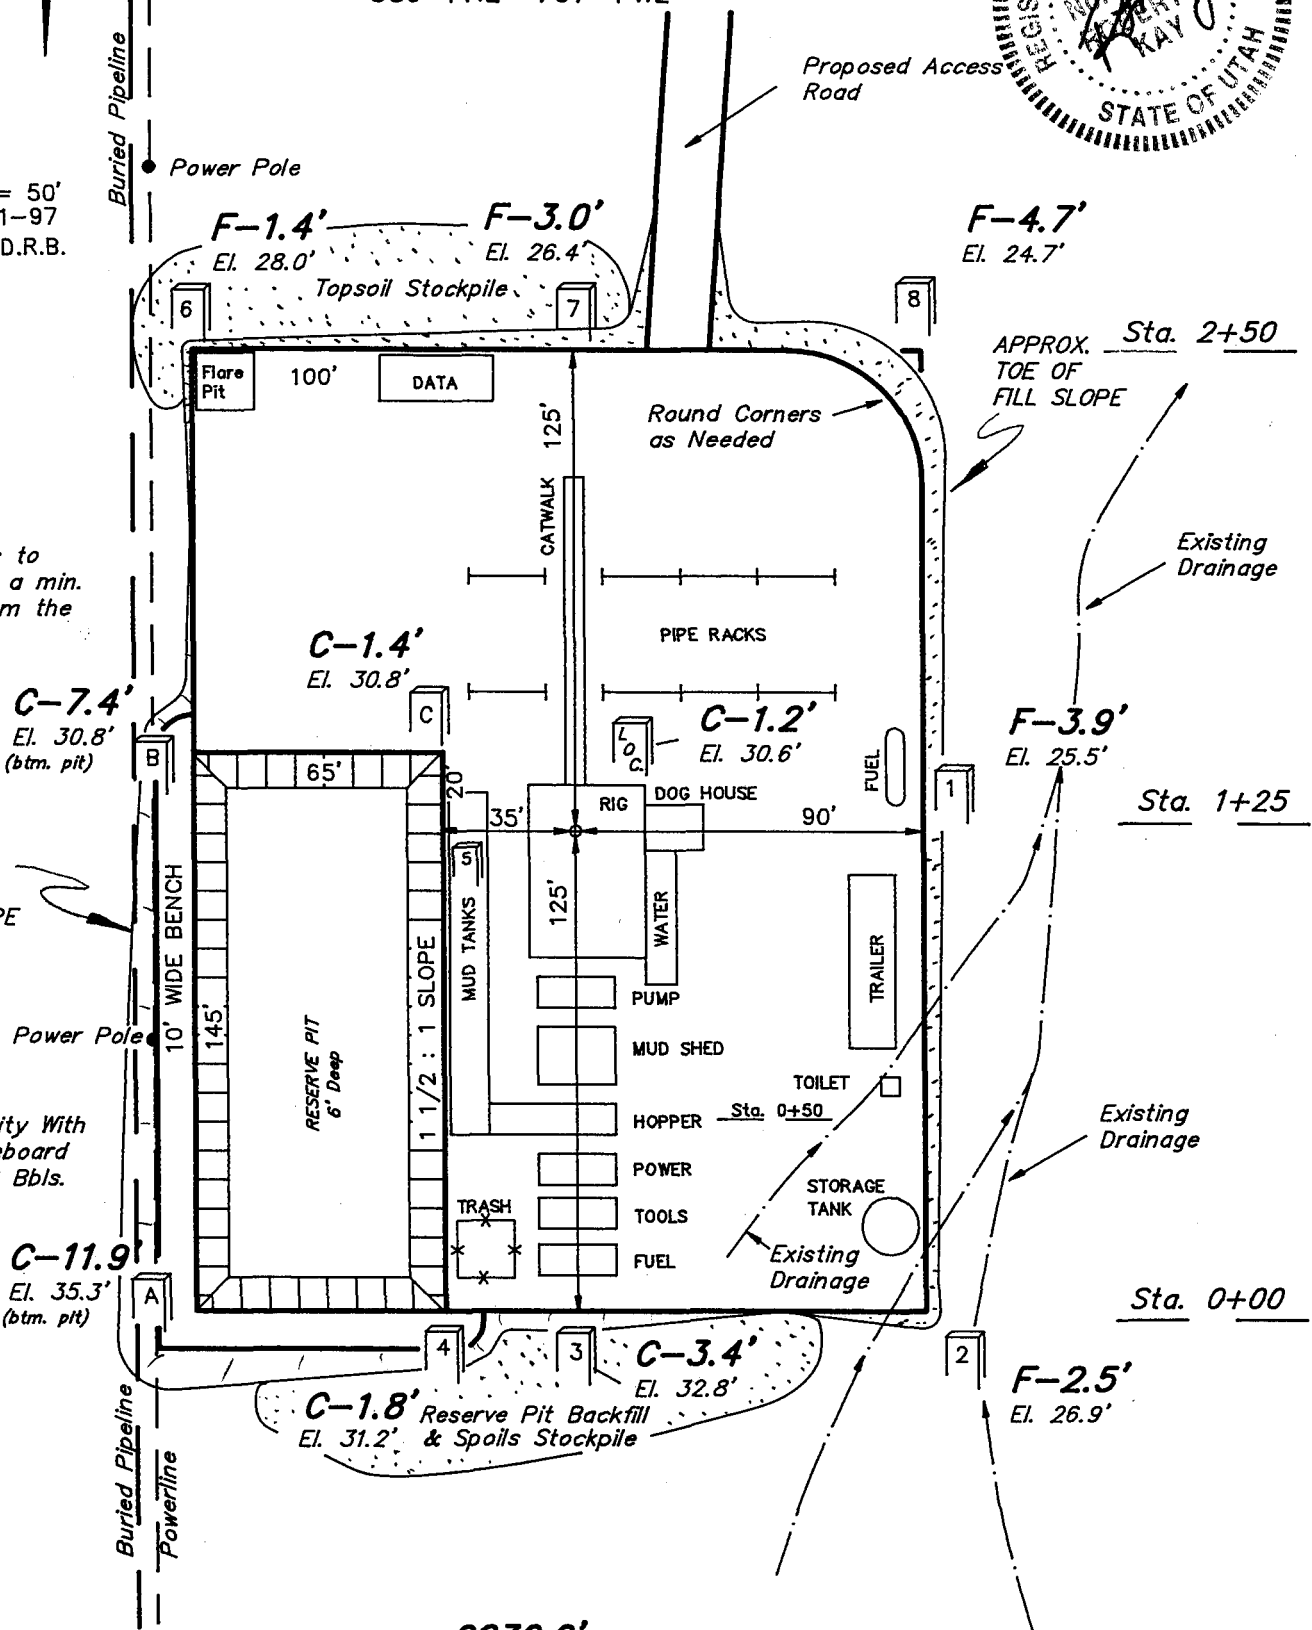 Buried Pipeline
Proposed Access
Road
STATE OF UTAH
KAY
Power Pole
= 50'
1-97
D.R.B.
F-1.4'
El. 28.0'
F-3.0'
El. 26.4'
F-4.7'
El. 24.7'
Topsoil Stockpile
6
7
8
Sta. 2+50
APPROX.
TOE OF
FILL SLOPE
Flare
Pit
100'
DATA
125'
Round Corners
as Needed
CATWALK
Existing
Drainage
to
a min.
m the
PIPE RACKS
C-1.4'
El. 30.8'
C-7.4'
El. 30.8'
(btm. pit)
B
C
L
O
C.
C-1.2'
El. 30.6'
F-3.9'
El. 25.5'
65'
20'
FUEL
1
RIG
DOG HOUSE
35'
90'
Sta. 1+25
5
125'
PE
10' WIDE BENCH
MUD TANKS
WATER
TRAILER
1 1/2 : 1 SLOPE
PUMP
Power Pole
145'
RESERVE PIT
6' Deep
MUD SHED
TOILET
HOPPER
Sta. 0+50
ity With
eboard
Bbls.
Existing
Drainage
POWER
STORAGE
TANK
TRASH
TOOLS
FUEL
Existing
Drainage
C-11.9'
El. 35.3'
(btm. pit)
A
Sta. 0+00
4
3
2
C-3.4'
El. 32.8'
F-2.5'
El. 26.9'
C-1.8'
El. 31.2'
Reserve Pit Backfill
& Spoils Stockpile
Buried Pipeline
Powerline